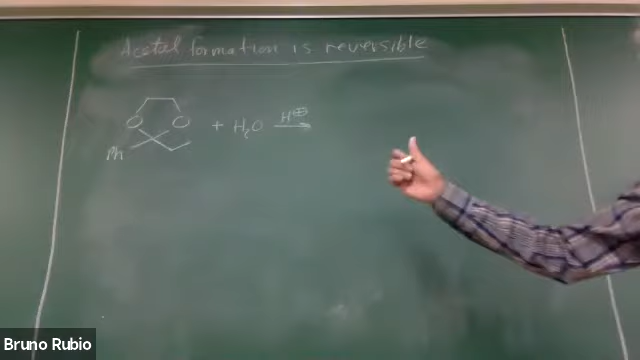 Acetal formation is reversible
O O + H₂O H⊕
Ph
Bruno Rubio